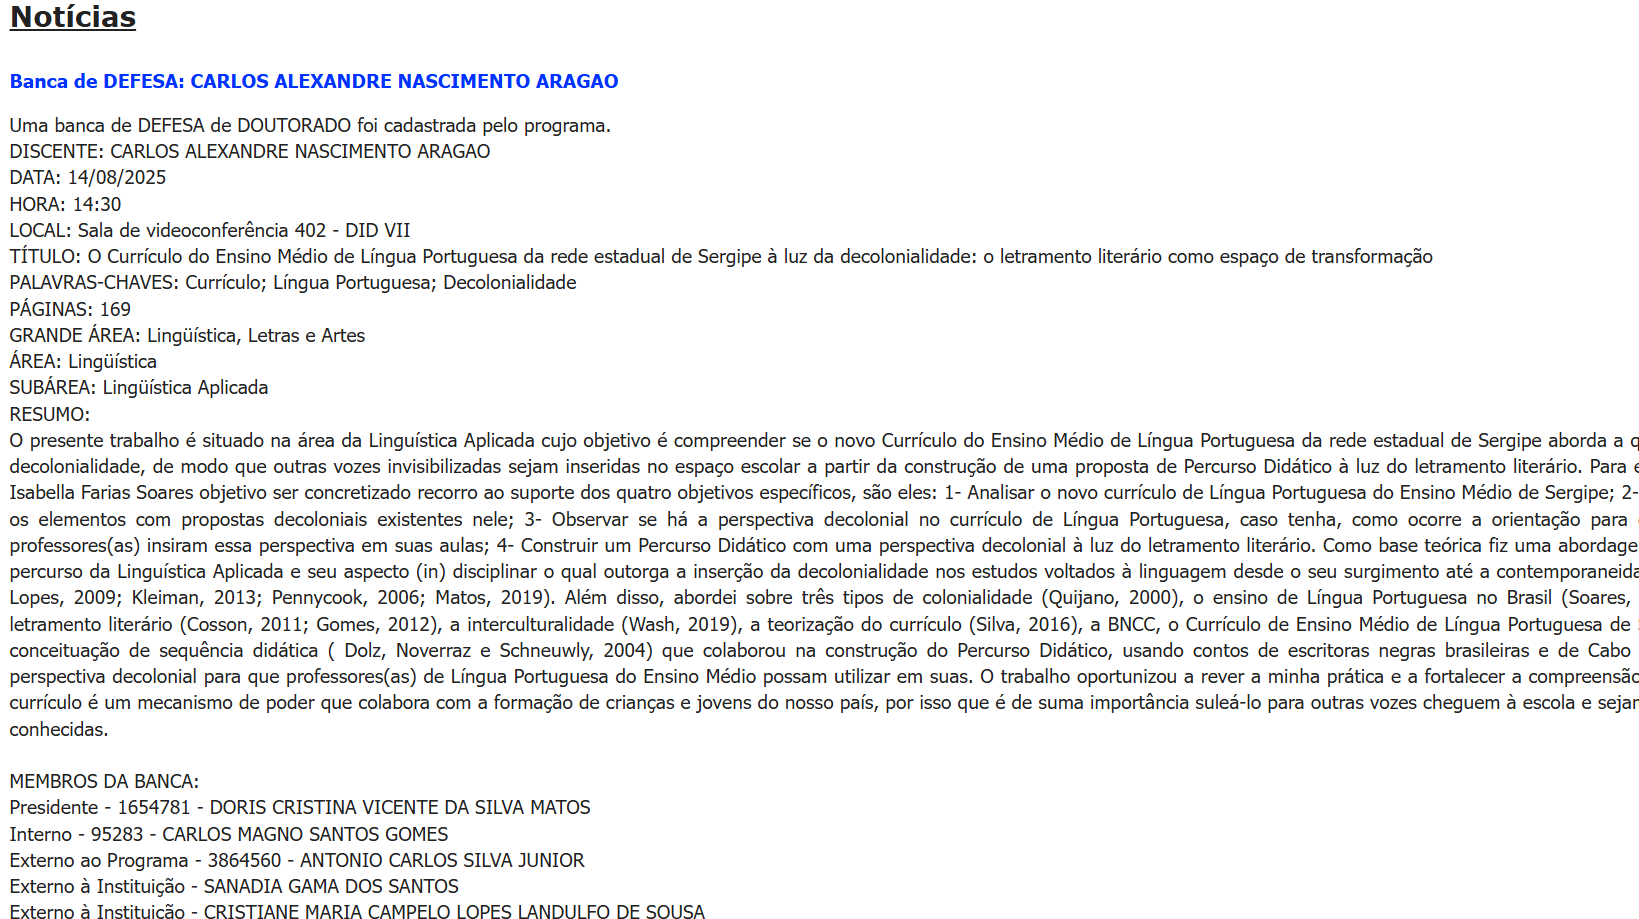 Notícias
Banca de DEFESA: CARLOS ALEXANDRE NASCIMENTO ARAGAO
Uma banca de DEFESA de DOUTORADO foi cadastrada pelo programa.
DISCENTE: CARLOS ALEXANDRE NASCIMENTO ARAGAO
DATA: 14/08/2025
HORA: 14:30
LOCAL: Sala de videoconferência 402 - DID VII
TÍTULO: O Currículo do Ensino Médio de Língua Portuguesa da rede estadual de Sergipe à luz da decolonialidade: o letramento literário como espaço de transformação
PALAVRAS-CHAVES: Currículo; Língua Portuguesa; Decolonialidade
PÁGINAS: 169
GRANDE ÁREA: Lingüística, Letras e Artes
ÁREA: Lingüística
SUBÁREA: Lingüística Aplicada
RESUMO:
O presente trabalho é situado na área da Linguística Aplicada cujo objetivo é compreender se o novo Currículo do Ensino Médio de Língua Portuguesa da rede estadual de Sergipe aborda a
decolonialidade, de modo que outras vozes invisibilizadas sejam inseridas no espaço escolar a partir da construção de uma proposta de Percurso Didático à luz do letramento literário. Para
Isabella Farias Soares objetivo ser concretizado recorro ao suporte dos quatro objetivos específicos, são eles: 1- Analisar o novo currículo de Língua Portuguesa do Ensino Médio de Sergipe; 2-
os elementos com propostas decoloniais existentes nele; 3- Observar se há a perspectiva decolonial no currículo de Língua Portuguesa, caso tenha, como ocorre a orientação para
professores(as) insiram essa perspectiva em suas aulas; 4- Construir um Percurso Didático com uma perspectiva decolonial à luz do letramento literário. Como base teórica fiz uma
percurso da Linguística Aplicada e seu aspecto (in) disciplinar o qual outorga a inserção da decolonialidade nos estudos voltados à linguagem desde o seu surgimento até a
Lopes, 2009; Kleiman, 2013; Pennycook, 2006; Matos, 2019). Além disso, abordei sobre três tipos de colonialidade (Quijano, 2000), o ensino de Língua Portuguesa no Brasil (Soares,
letramento literário (Cosson, 2011; Gomes, 2012), a interculturalidade (Wash, 2019), a teorização do currículo (Silva, 2016), a BNCC, o Currículo de Ensino Médio de Língua Portuguesa de
conceituação de sequência didática ( Dolz, Noverraz e Schneuwly, 2004) que colaborou na construção do Percurso Didático, usando contos de escritoras negras brasileiras e de Cabo
perspectiva decolonial para que professores(as) de Língua Portuguesa do Ensino Médio possam utilizar em suas. O trabalho oportunizou a rever a minha prática e a fortalecer a
currículo é um mecanismo de poder que colabora com a formação de crianças e jovens do nosso país, por isso que é de suma importância suleá-lo para outras vozes cheguem à escola e
conhecidas.
MEMBROS DA BANCA:
Presidente - 1654781 - DORIS CRISTINA VICENTE DA SILVA MATOS
Interno - 95283 - CARLOS MAGNO SANTOS GOMES
Externo ao Programa - 3864560 - ANTONIO CARLOS SILVA JUNIOR
Externo à Instituição - SANADIA GAMA DOS SANTOS
Externo à Instituição - CRISTIANE MARIA CAMPELO LOPES LANDULFO DE SOUSA